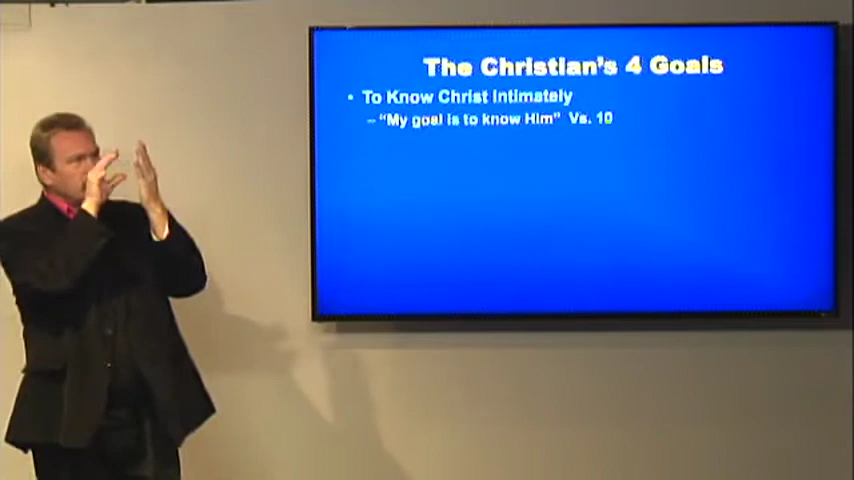 The Christian's 4 Goals
• To Know Christ Intimately
– “My goal is to know Him” Vs. 10